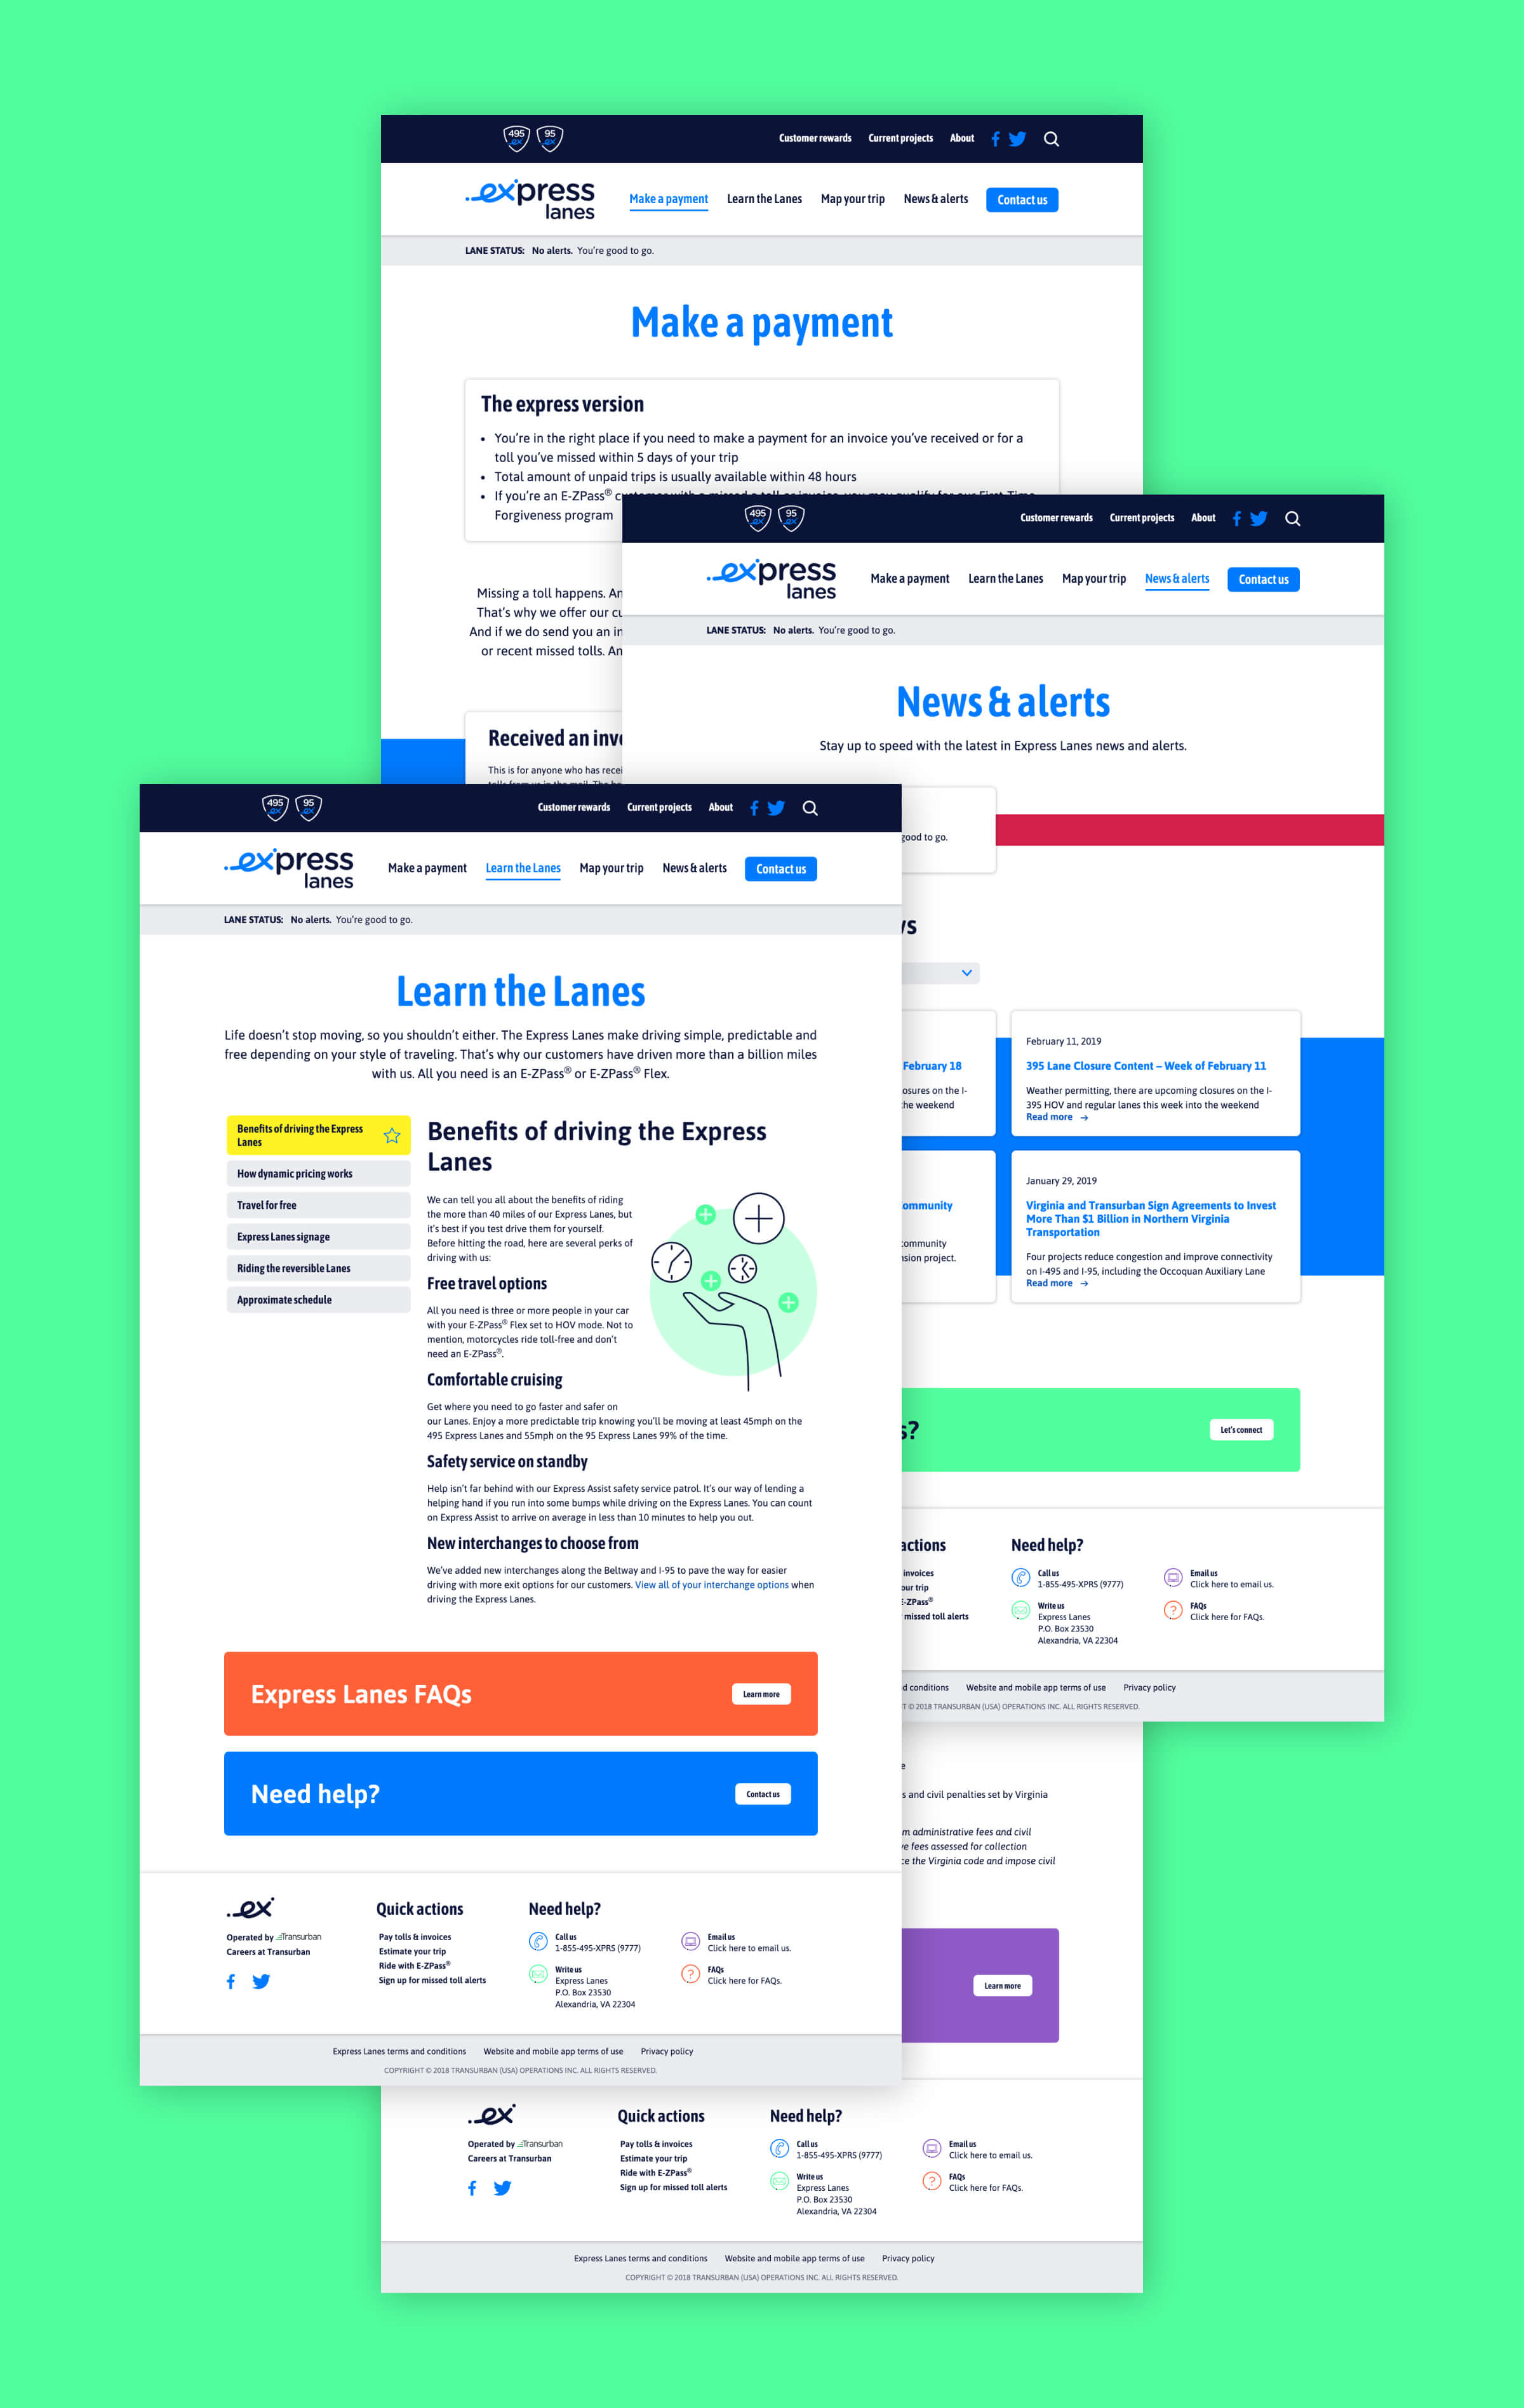 495 ex 95 ex
Customer rewards Current projects About
express
lanes
Make a payment Learn the Lanes Map your trip News & alerts Contact us
LANE STATUS: No alerts. You're good to go.
Make a payment
The express version
• You're in the right place if you need to make a payment for an invoice you've received or for a
toll you've missed within 5 days of your trip
• Total amount of unpaid trips is usually available within 48 hours
• If you're an E-ZPass®
Forgiveness program
Missing a toll happens.
That's why we offer our
And if we do send you an
or recent missed tolls.
Received an
This is for anyone who has
495 ex 95 ex
Customer rewards Current projects About
express
lanes
Make a payment Learn the Lanes Map your trip News & alerts Contact us
LANE STATUS: No alerts. You're good to go.
News & alerts
Stay up to speed with the latest in Express Lanes news and alerts.
good to go.
February 18
on the I-
the weekend
February 11, 2019
395 Lane Closure Content – Week of February 11
Weather permitting, there are upcoming closures on the I-
395 HOV and regular lanes this week into the weekend
Read more →
project.
January 29, 2019
Virginia and Transurban Sign Agreements to Invest
More Than $1 Billion in Northern Virginia
Transportation
Four projects reduce congestion and improve connectivity
on I-495 and I-95, including the Occoquan Auxiliary Lane
Read more →
Let's connect
actions
invoices
trip
E-ZPass®
missed toll alerts
Need help?
Call us
1-855-495-XPRS (9777)
Write us
Express Lanes
P.O. Box 23530
Alexandria, VA 22304
Email us
Click here to email us.
FAQs
Click here for FAQs.
conditions Website and mobile app terms of use Privacy policy
© 2018 TRANSURBAN (USA) OPERATIONS INC. ALL RIGHTS RESERVED.
495 ex 95 ex
Customer rewards Current projects About
express
lanes
Make a payment Learn the Lanes Map your trip News & alerts Contact us
LANE STATUS: No alerts. You're good to go.
Learn the Lanes
Life doesn't stop moving, so you shouldn't either. The Express Lanes make driving simple, predictable and
free depending on your style of traveling. That's why our customers have driven more than a billion miles
with us. All you need is an E-ZPass® or E-ZPass® Flex.
Benefits of driving the Express
Lanes
How dynamic pricing works
Travel for free
Express Lanes signage
Riding the reversible Lanes
Approximate schedule
Benefits of driving the Express
Lanes
We can tell you all about the benefits of riding
the more than 40 miles of our Express Lanes, but
it's best if you test drive them for yourself.
Before hitting the road, here are several perks of
driving with us:
Free travel options
All you need is three or more people in your car
with your E-ZPass® Flex set to HOV mode. Not to
mention, motorcycles ride toll-free and don't
need an E-ZPass®.
Comfortable cruising
Get where you need to go faster and safer on
our Lanes. Enjoy a more predictable trip knowing you'll be moving at least 45mph on the
495 Express Lanes and 55mph on the 95 Express Lanes 99% of the time.
Safety service on standby
Help isn't far behind with our Express Assist safety service patrol. It's our way of lending a
helping hand if you run into some bumps while driving on the Express Lanes. You can count
on Express Assist to arrive on average in less than 10 minutes to help you out.
New interchanges to choose from
We've added new interchanges along the Beltway and I-95 to pave the way for easier
driving with more exit options for our customers. View all of your interchange options when
driving the Express Lanes.
Express Lanes FAQs
Learn more
Need help?
Contact us
.ex
Operated by Transurban
Careers at Transurban
Quick actions
Pay tolls & invoices
Estimate your trip
Ride with E-ZPass®
Sign up for missed toll alerts
Need help?
Call us
1-855-495-XPRS (9777)
Write us
Express Lanes
P.O. Box 23530
Alexandria, VA 22304
Email us
Click here to email us.
FAQs
Click here for FAQs.
Express Lanes terms and conditions Website and mobile app terms of use Privacy policy
COPYRIGHT © 2018 TRANSURBAN (USA) OPERATIONS INC. ALL RIGHTS RESERVED.
and civil penalties set by Virginia
administrative fees and civil
fees assessed for collection
the Virginia code and impose civil
Learn more
.ex
Operated by Transurban
Careers at Transurban
Quick actions
Pay tolls & invoices
Estimate your trip
Ride with E-ZPass®
Sign up for missed toll alerts
Need help?
Call us
1-855-495-XPRS (9777)
Write us
Express Lanes
P.O. Box 23530
Alexandria, VA 22304
Email us
Click here to email us.
FAQs
Click here for FAQs.
Express Lanes terms and conditions Website and mobile app terms of use Privacy policy
COPYRIGHT © 2018 TRANSURBAN (USA) OPERATIONS INC. ALL RIGHTS RESERVED.